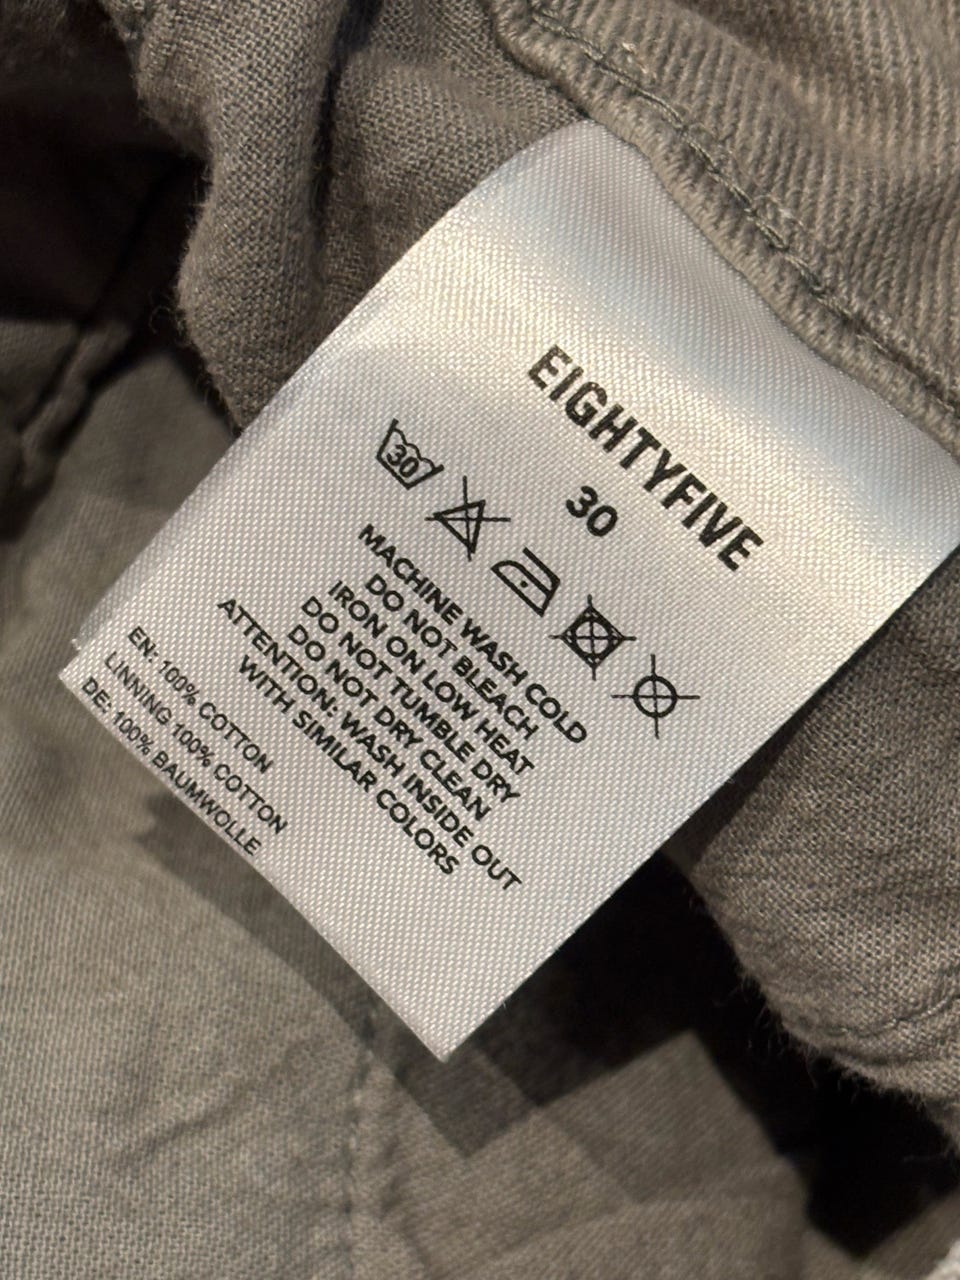 EIGHTYFIVE
30
30
MACHINE WASH COLD
DO NOT BLEACH
IRON ON LOW HEAT
DO NOT TUMBLE DRY
DO NOT DRY CLEAN
ATTENTION: WASH INSIDE OUT
WITH SIMILAR COLORS
EN: 100% COTTON
LINNING 100% COTTON
DE: 100% BAUMWOLLE